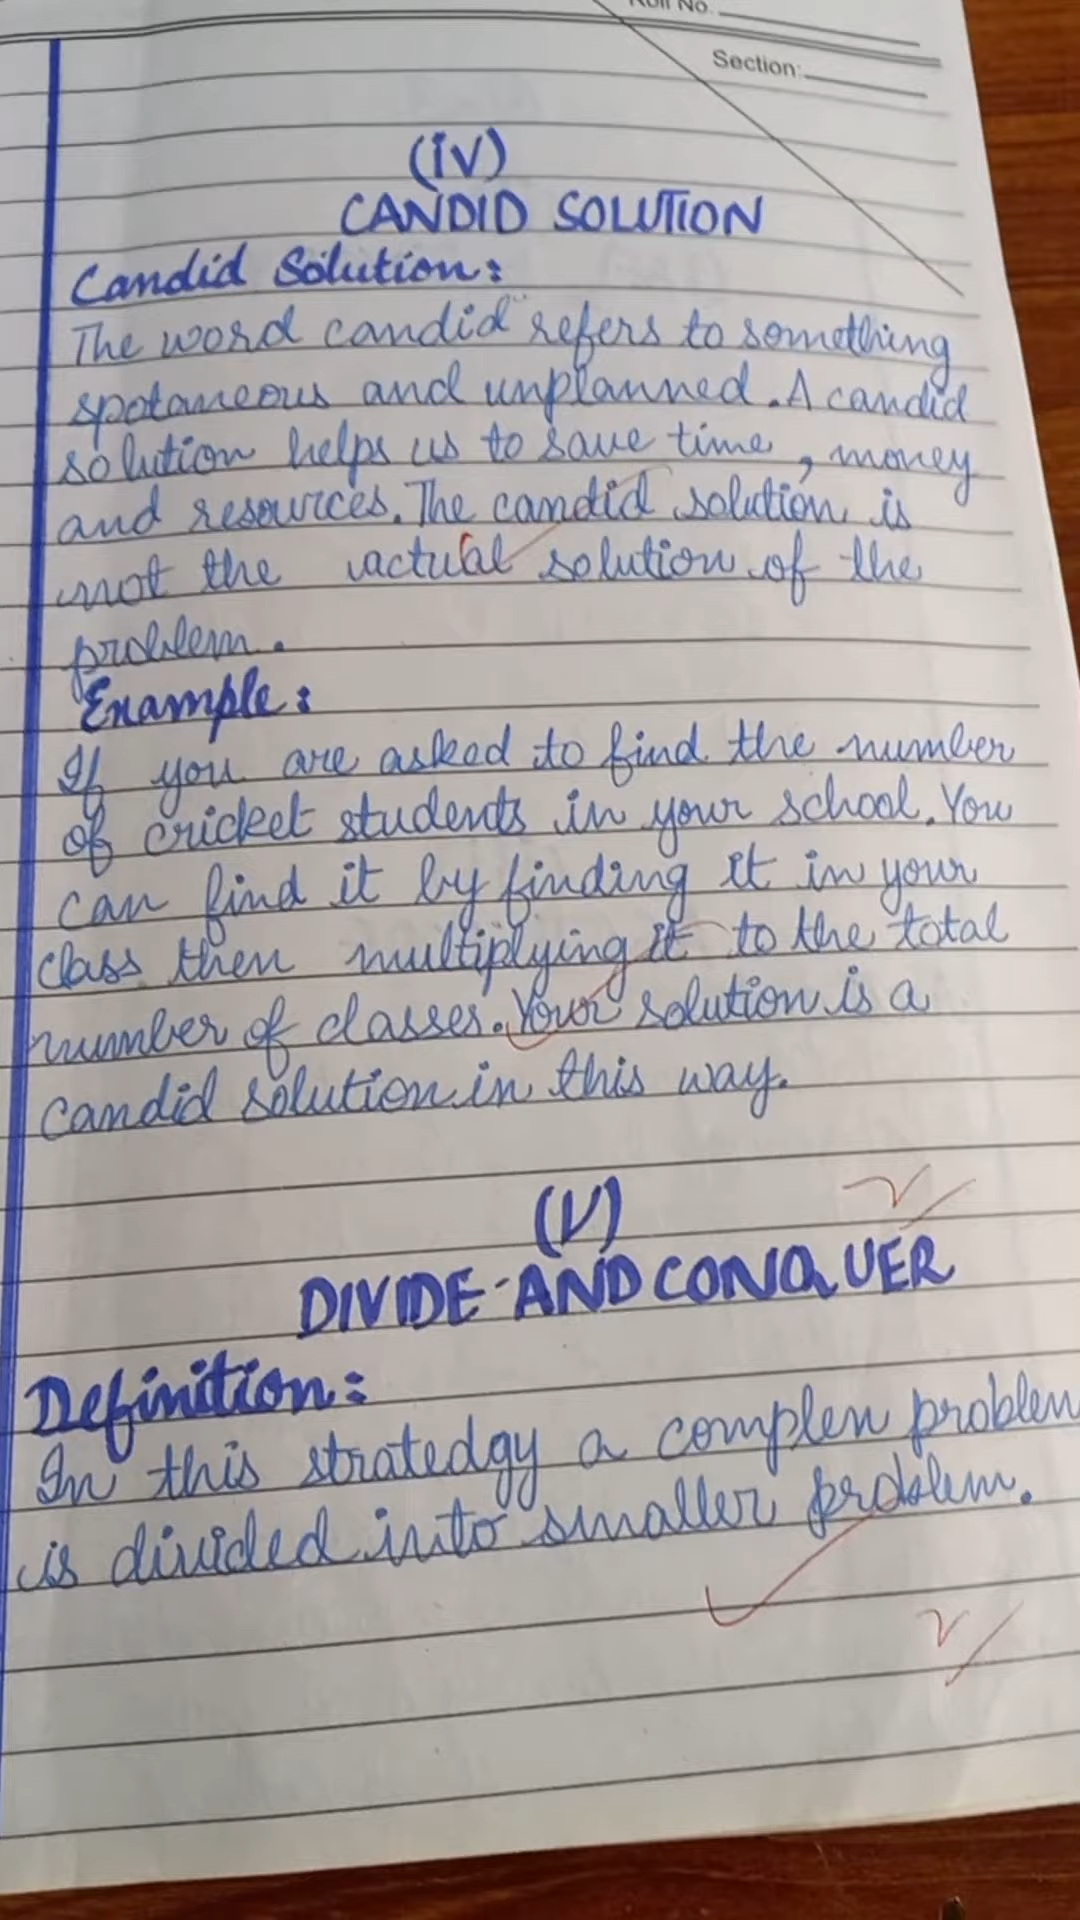 Roll No.
Section:
(iv)
CANDID SOLUTION
Candid Solution:
The word candid" refers to something
spotaneous and unplanned. A candid
solution helps us to save time, money
and resources. The candid solution is
not the actual solution of the
problem.
Example:
If you are asked to find the number
of cricket students in your school. You
can find it by finding it in your
class then multiplying it to the total
number of classes. Your solution is a
candid solution in this way.
(V)
DIVIDE-AND CONQUER
Definition:
In this stratedgy a complex problem
is divided into smaller problem.